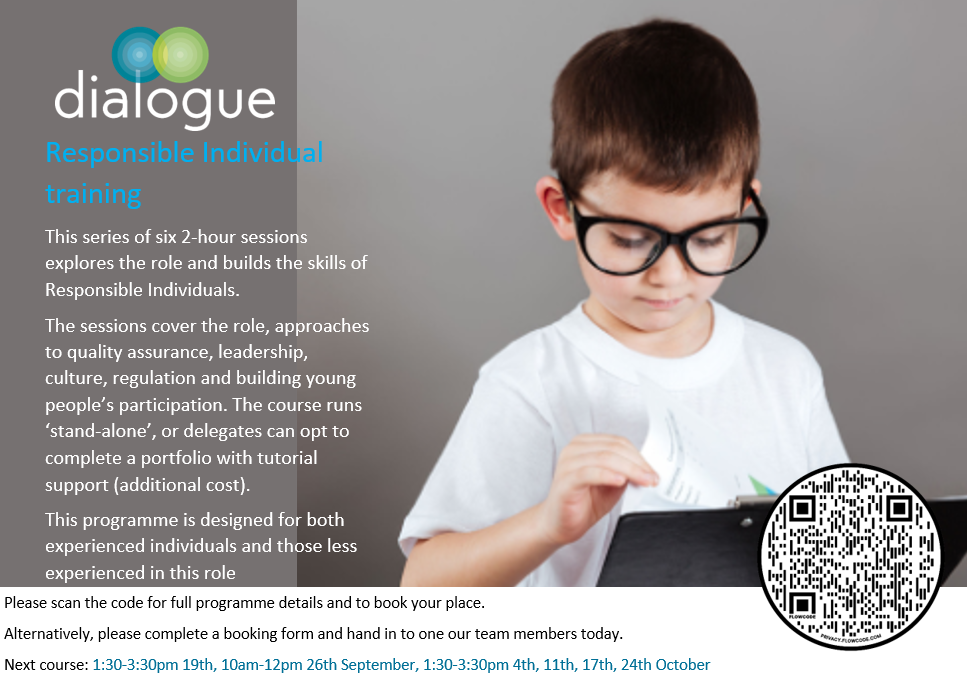 dialogue
Responsible Individual
training
This series of six 2-hour sessions
explores the role and builds the skills of
Responsible Individuals.
The sessions cover the role, approaches
to quality assurance, leadership,
culture, regulation and building young
people’s participation. The course runs
‘stand-alone’, or delegates can opt to
complete a portfolio with tutorial
support (additional cost).
This programme is designed for both
experienced individuals and those less
experienced in this role
FLOWCODE
PRIVACY.FLOWCODE.COM
Please scan the code for full programme details and to book your place.
Alternatively, please complete a booking form and hand in to one our team members today.
Next course: 1:30-3:30pm 19th, 10am-12pm 26th September, 1:30-3:30pm 4th, 11th, 17th, 24th October